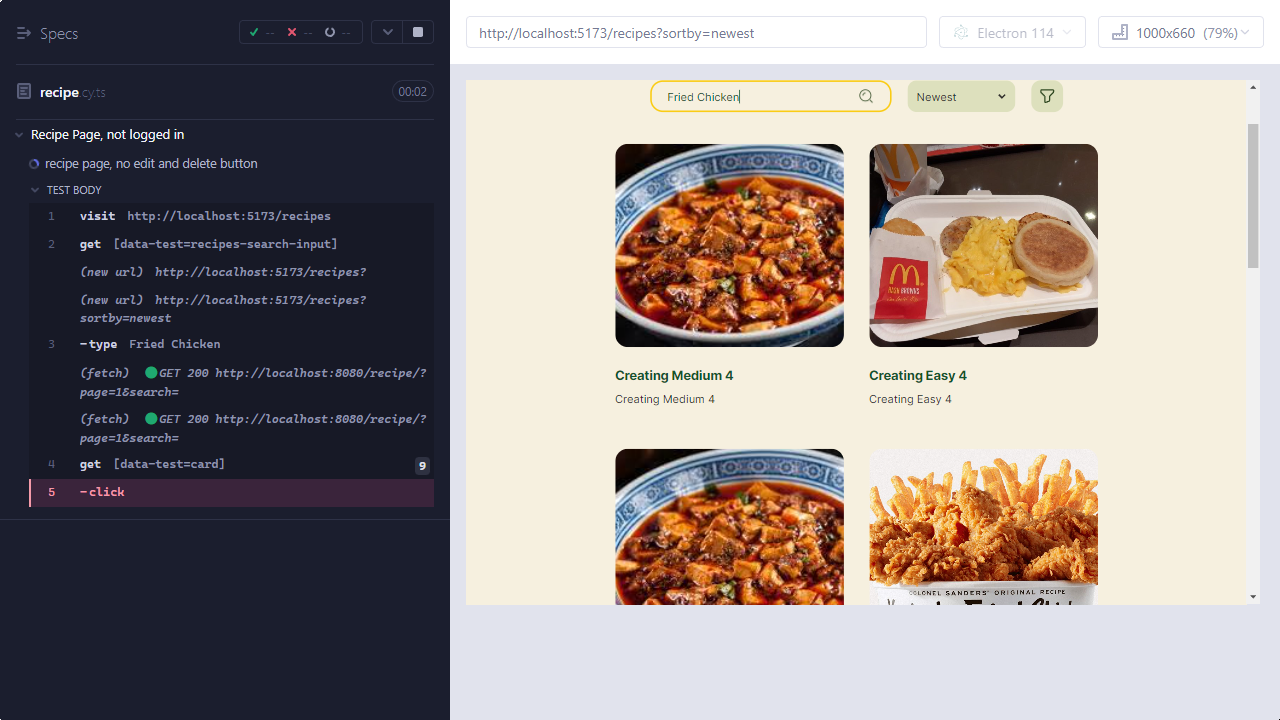 Specs
-- -- --
recipe.cy.ts
00:02
Recipe Page, not logged in
recipe page, no edit and delete button
TEST BODY
1 visit http://localhost:5173/recipes
2 get [data-test=recipes-search-input]
(new url) http://localhost:5173/recipes?
(new url) http://localhost:5173/recipes?
sortby=newest
3 -type Fried Chicken
(fetch) GET 200 http://localhost:8080/recipe/?
page=1&search=
(fetch) GET 200 http://localhost:8080/recipe/?
page=1&search=
4 get [data-test=card] 9
5 -click
http://localhost:5173/recipes?sortby=newest
Electron 114
1000x660 (79%)
Fried Chicken
Newest
Creating Medium 4
Creating Medium 4
Creating Easy 4
Creating Easy 4
COLONEL SANDERS' ORIGINAL RECIPE